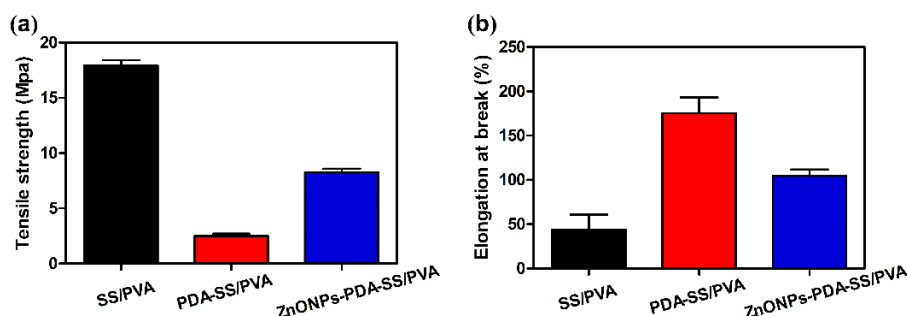 (a)
Tensile strength (Mpa)
20
15
10
5
0
SS/PVA
PDA-SS/PVA
ZnONPs-PDA-SS/PVA
(b)
Elongation at break (%)
250
200
150
100
50
0
SS/PVA
PDA-SS/PVA
ZnONPs-PDA-SS/PVA